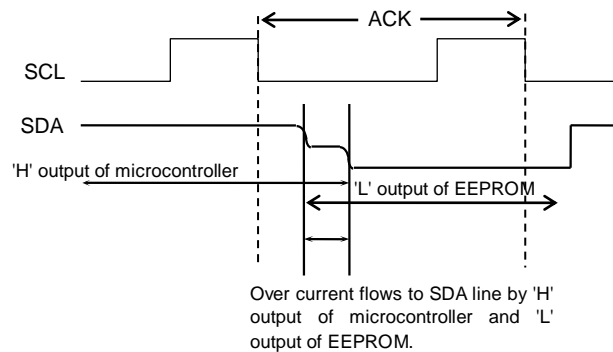 ACK
SCL
SDA
'H' output of microcontroller
'L' output of EEPROM
Over current flows to SDA line by 'H'
output of microcontroller and 'L'
output of EEPROM.